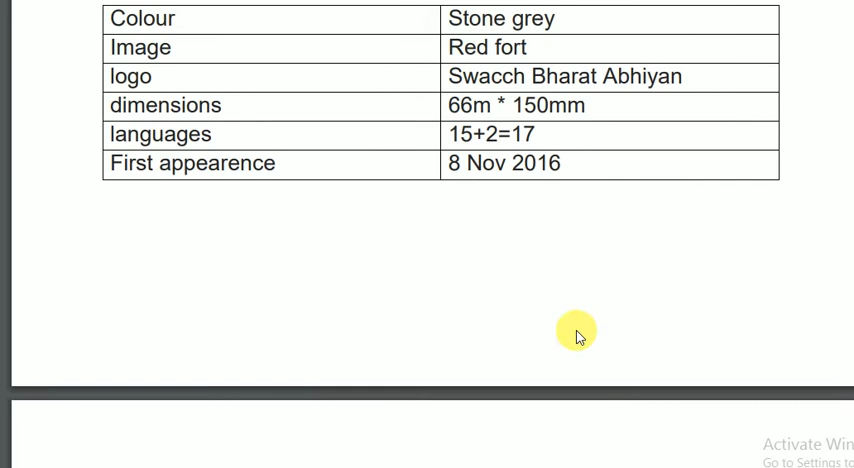 Colour Stone grey
Image Red fort
logo Swacch Bharat Abhiyan
dimensions 66m * 150mm
languages 15+2=17
First appearence 8 Nov 2016
Activate Win
Go to Settings to